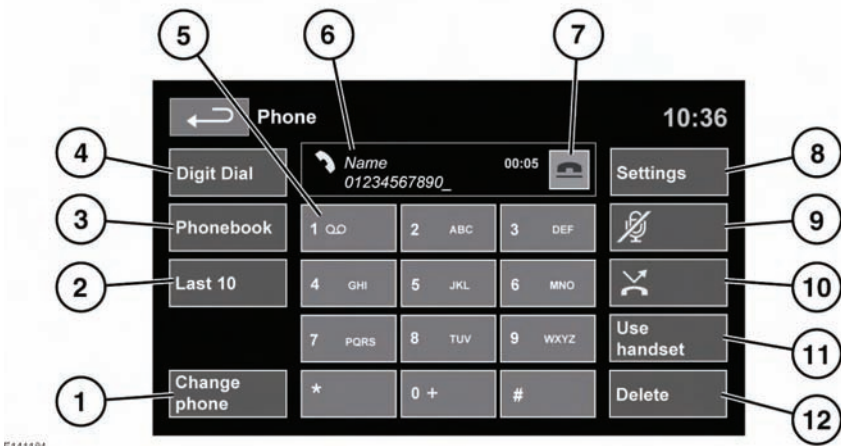 5
6
7
Phone
10:36
4
Digit Dial
Name
00:05
01234567890_
Settings
8
3
Phonebook
1
2 ABC
3 DEF
9
2
Last 10
4 GHI
5 JKL
6 MNO
10
7 PQRS
8 TUV
9 WXYZ
Use
handset
11
1
Change
phone
*
0 +
#
Delete
12